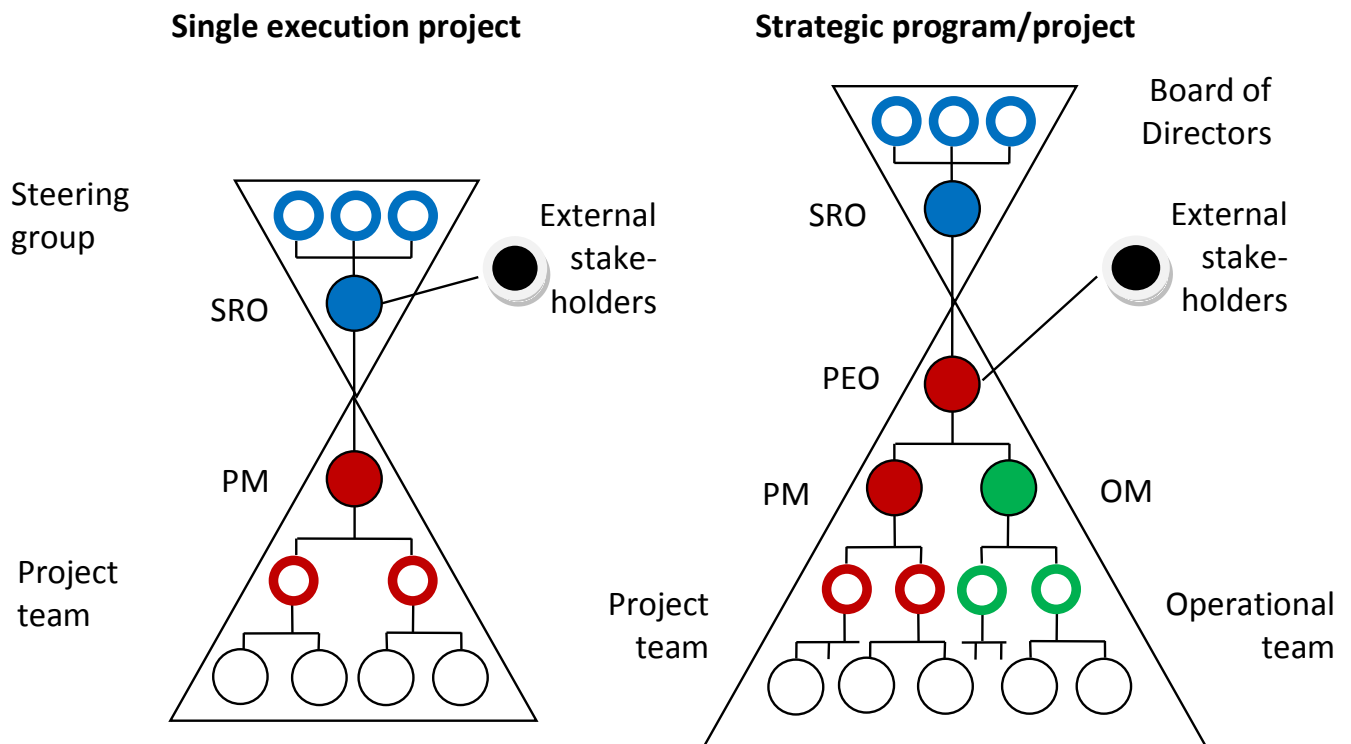 Single execution project
Steering
group
SRO
External
stake-
holders
PM
Project
team
Strategic program/project
Board of
Directors
SRO
External
stake-
holders
PEO
PM
OM
Project
team
Operational
team